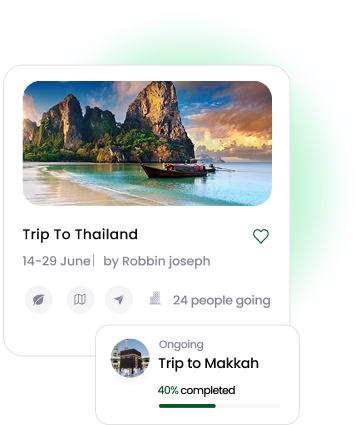 Trip To Thailand
14-29 June| by Robbin joseph
24 people going
Ongoing
Trip to Makkah
40% completed